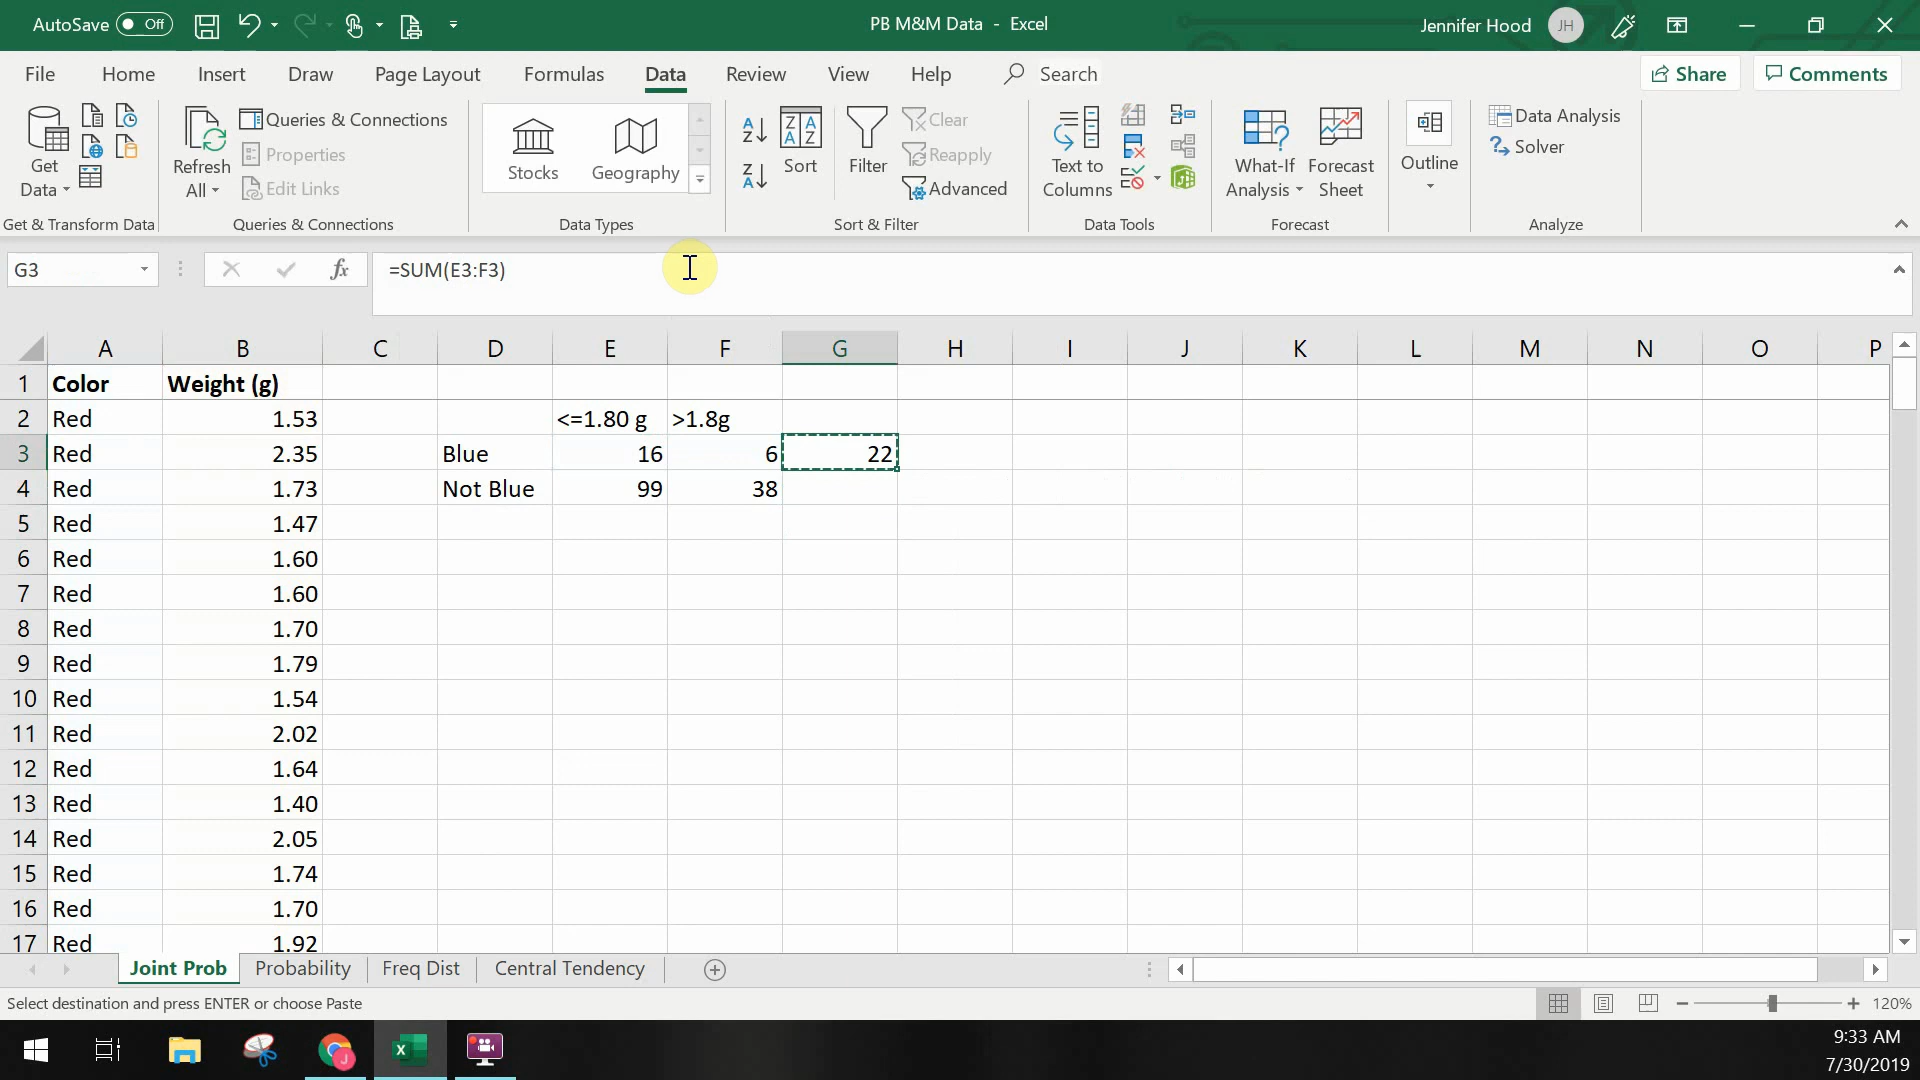 AutoSave Off PB M&M Data - Excel Jennifer Hood JH
File Home Insert Draw Page Layout Formulas Data Review View Help Search Share Comments
Get Data
Refresh All
Queries & Connections
Properties
Edit Links
Stocks Geography
Sort
Filter
Clear
Reapply
Advanced
Text to Columns
What-If Analysis
Forecast Sheet
Outline
Data Analysis
Solver
Get & Transform Data Queries & Connections Data Types Sort & Filter Data Tools Forecast Analyze
G3 fx =SUM(E3:F3)
A B C D E F G H I J K L M N O P
1 Color Weight (g)
2 Red 1.53 <=1.80 g >1.8g
3 Red 2.35 Blue 16 6 22
4 Red 1.73 Not Blue 99 38
5 Red 1.47
6 Red 1.60
7 Red 1.60
8 Red 1.70
9 Red 1.79
10 Red 1.54
11 Red 2.02
12 Red 1.64
13 Red 1.40
14 Red 2.05
15 Red 1.74
16 Red 1.70
17 Red 1.92
Joint Prob Probability Freq Dist Central Tendency
Select destination and press ENTER or choose Paste 120%
9:33 AM
7/30/2019